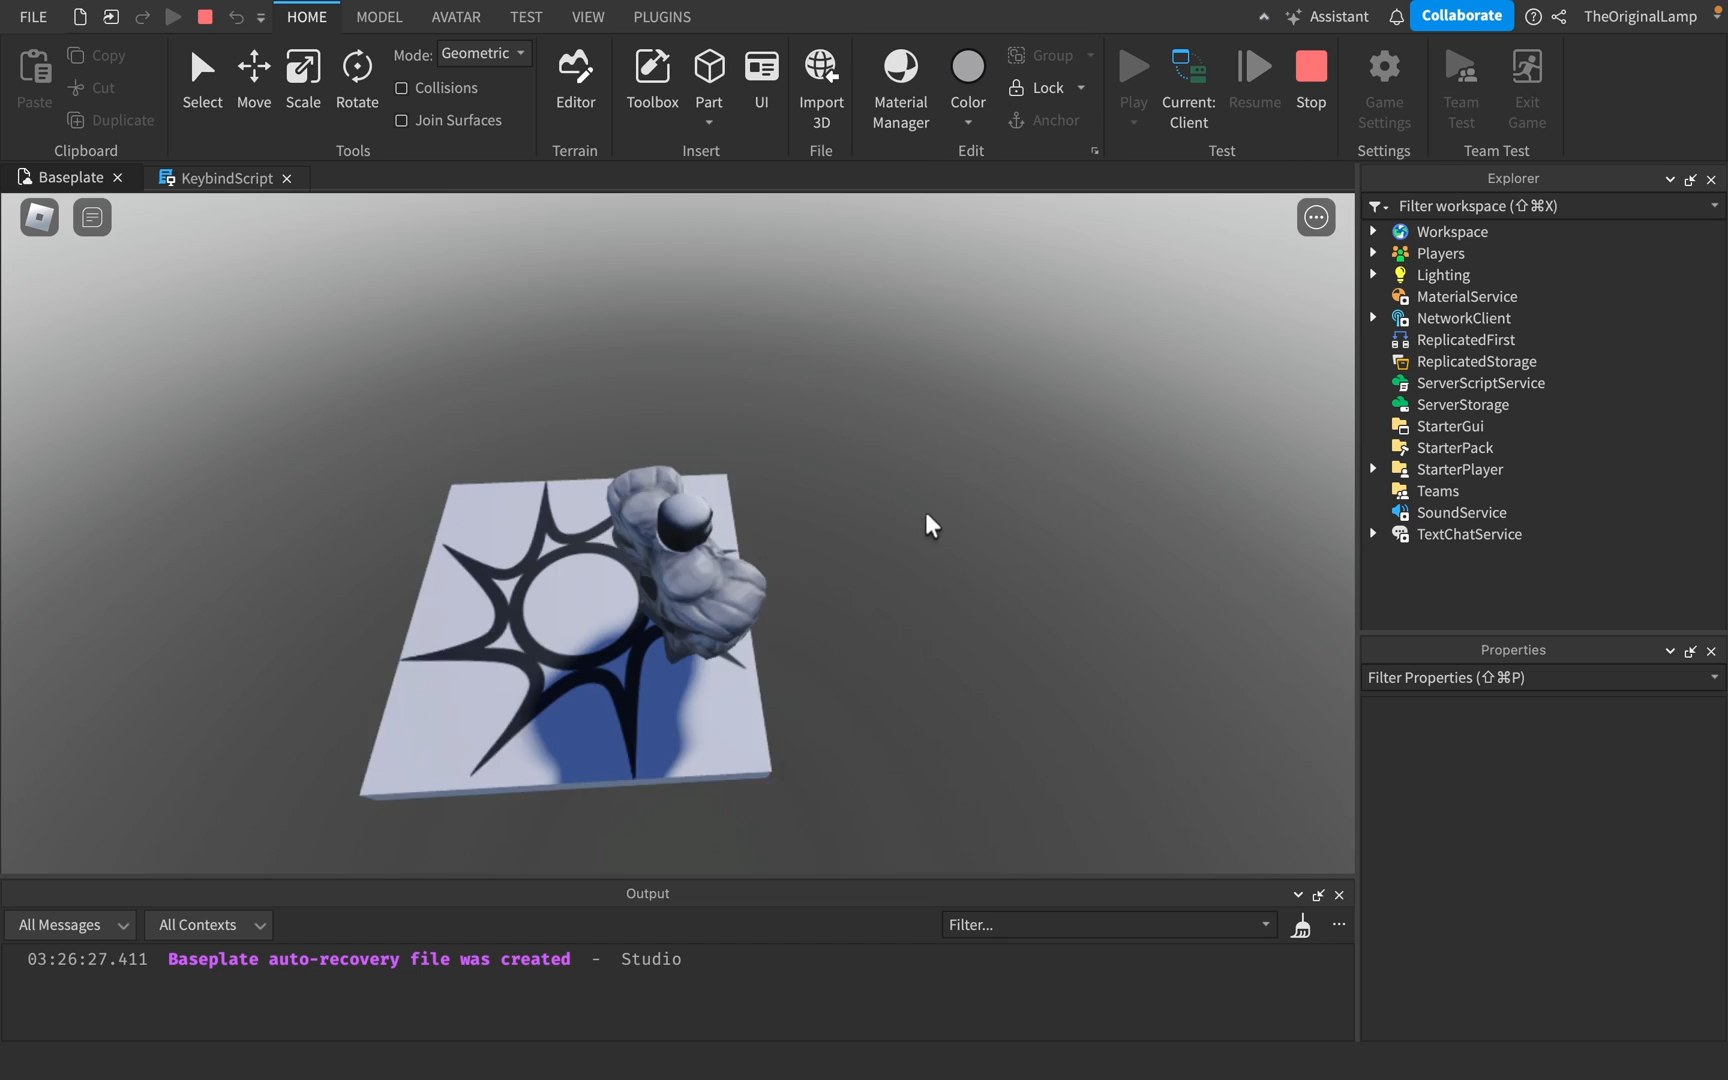 FILE
HOME
MODEL
AVATAR
TEST
VIEW
PLUGINS
Assistant
Collaborate
TheOriginalLamp
Paste
Copy
Cut
Duplicate
Clipboard
Select
Move
Scale
Rotate
Mode: Geometric
Collisions
Join Surfaces
Tools
Editor
Terrain
Toolbox
Part
UI
Insert
Import
3D
File
Material
Manager
Color
Group
Lock
Anchor
Edit
Play
Current:
Client
Resume
Stop
Test
Game
Settings
Settings
Team
Test
Exit
Game
Team Test
Baseplate
KeybindScript
Explorer
Filter workspace (⇧⌘X)
Workspace
Players
Lighting
MaterialService
NetworkClient
ReplicatedFirst
ReplicatedStorage
ServerScriptService
ServerStorage
StarterGui
StarterPack
StarterPlayer
Teams
SoundService
TextChatService
Properties
Filter Properties (⇧⌘P)
Output
All Messages
All Contexts
Filter...
03:26:27.411 Baseplate auto-recovery file was created - Studio